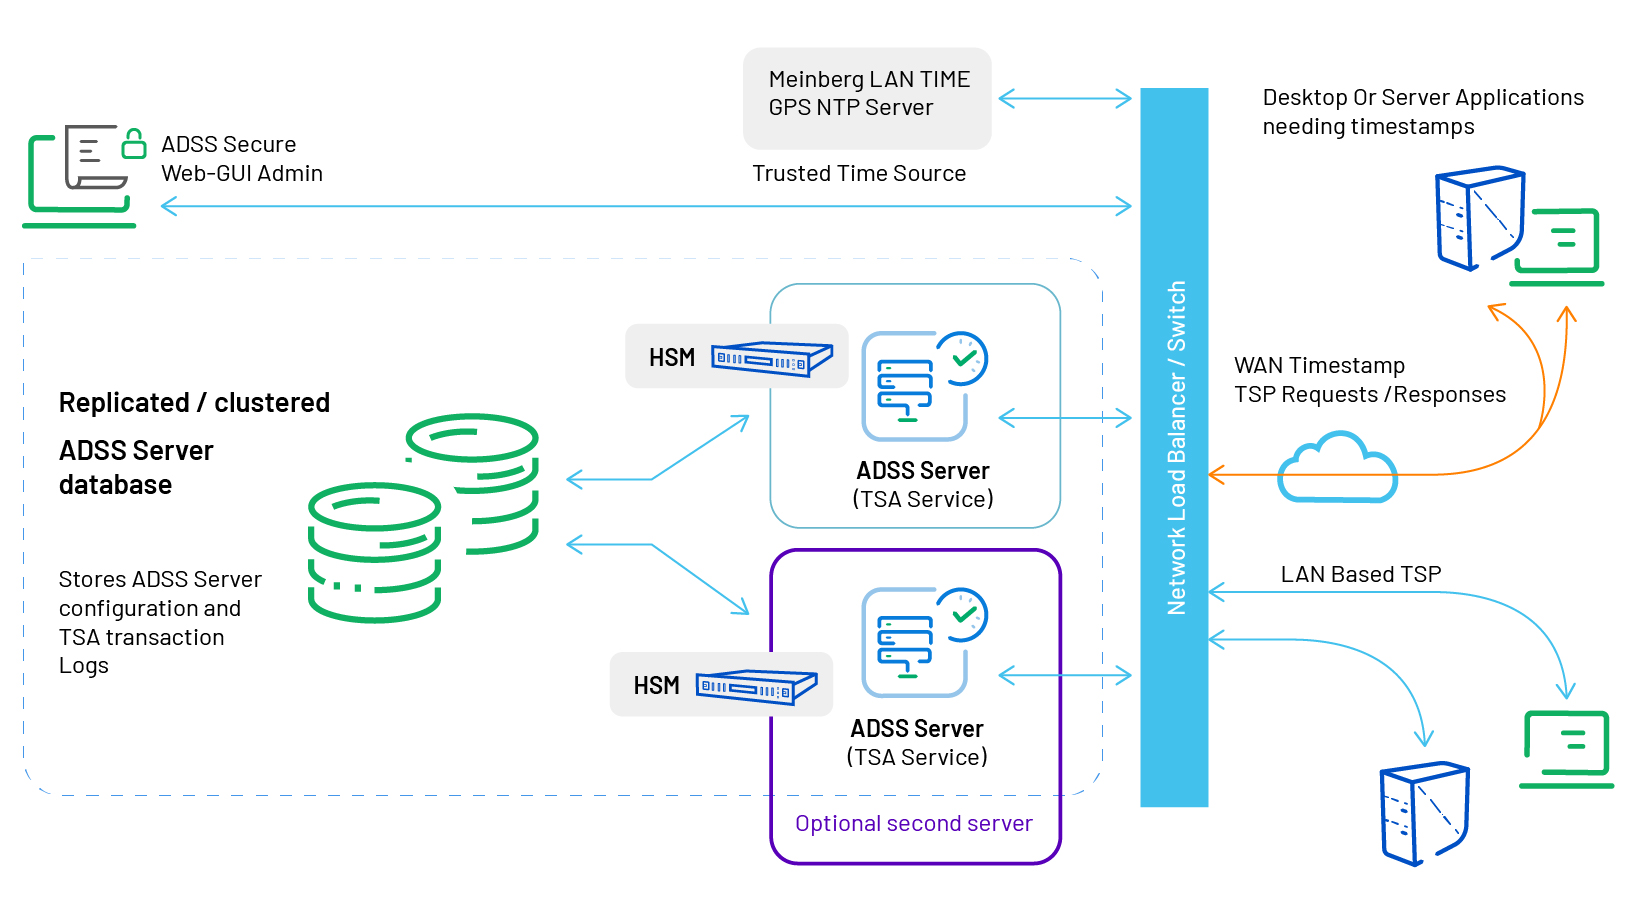 Meinberg LAN TIME
GPS NTP Server
Trusted Time Source
ADSS Secure
Web-GUI Admin
Desktop Or Server Applications
needing timestamps
Replicated / clustered
ADSS Server
database
Stores ADSS Server
configuration and
TSA transaction
Logs
HSM
ADSS Server
(TSA Service)
HSM
ADSS Server
(TSA Service)
Optional second server
Network Load Balancer / Switch
WAN Timestamp
TSP Requests /Responses
LAN Based TSP